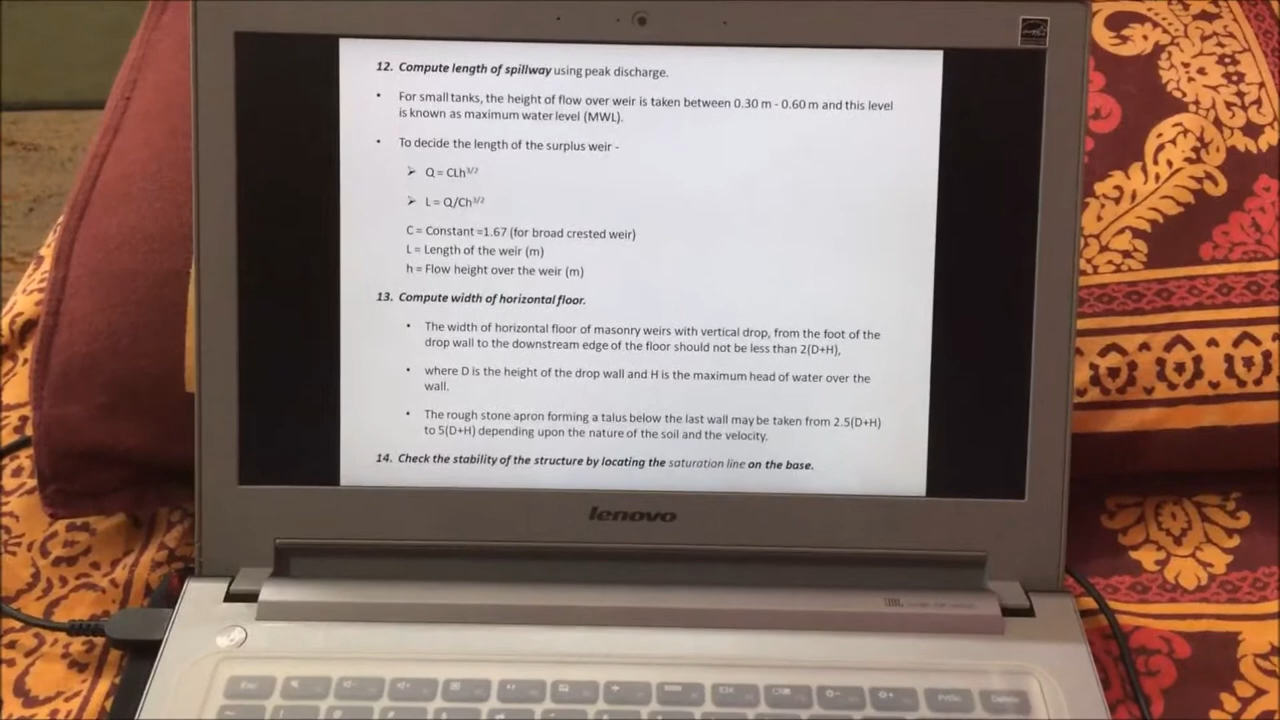 12. Compute length of spillway using peak discharge.
• For small tanks, the height of flow over weir is taken between 0.30 m - 0.60 m and this level
is known as maximum water level (MWL).
• To decide the length of the surplus weir -
➢ Q = CLh3/2
➢ L = Q/Ch3/2
C = Constant =1.67 (for broad crested weir)
L = Length of the weir (m)
h = Flow height over the weir (m)
13. Compute width of horizontal floor.
• The width of horizontal floor of masonry weirs with vertical drop, from the foot of the
drop wall to the downstream edge of the floor should not be less than 2(D+H),
• where D is the height of the drop wall and H is the maximum head of water over the
wall.
• The rough stone apron forming a talus below the last wall may be taken from 2.5(D+H)
to 5(D+H) depending upon the nature of the soil and the velocity.
14. Check the stability of the structure by locating the saturation line on the base.
lenovo
JBL
Esc
PrtSc
Delete